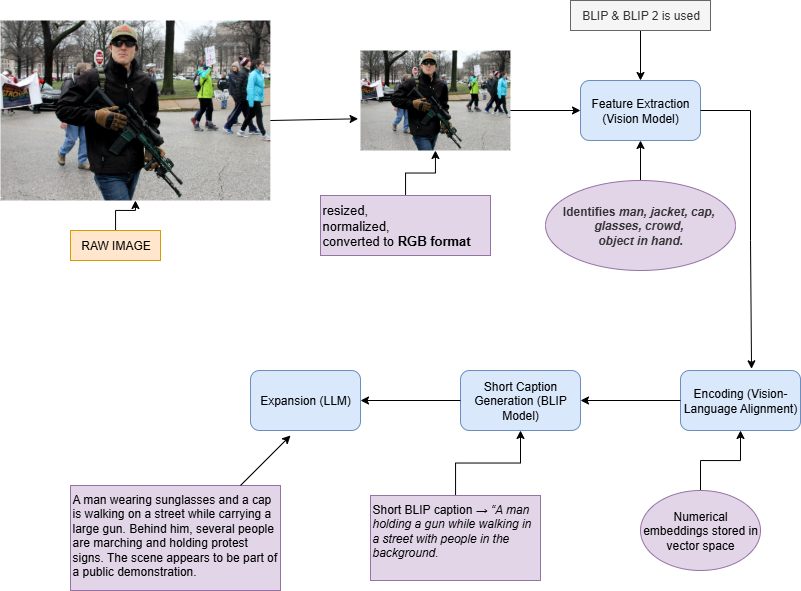 BLIP & BLIP 2 is used
Feature Extraction
(Vision Model)
resized,
normalized,
converted to RGB format
RAW IMAGE
Identifies man, jacket, cap,
glasses, crowd,
object in hand.
Expansion (LLM)
Short Caption
Generation (BLIP
Model)
Encoding (Vision-
Language Alignment)
A man wearing sunglasses and a cap
is walking on a street while carrying a
large gun. Behind him, several people
are marching and holding protest
signs. The scene appears to be part of
a public demonstration.
Short BLIP caption → “A man
holding a gun while walking in
a street with people in the
background.
Numerical
embeddings stored in
vector space